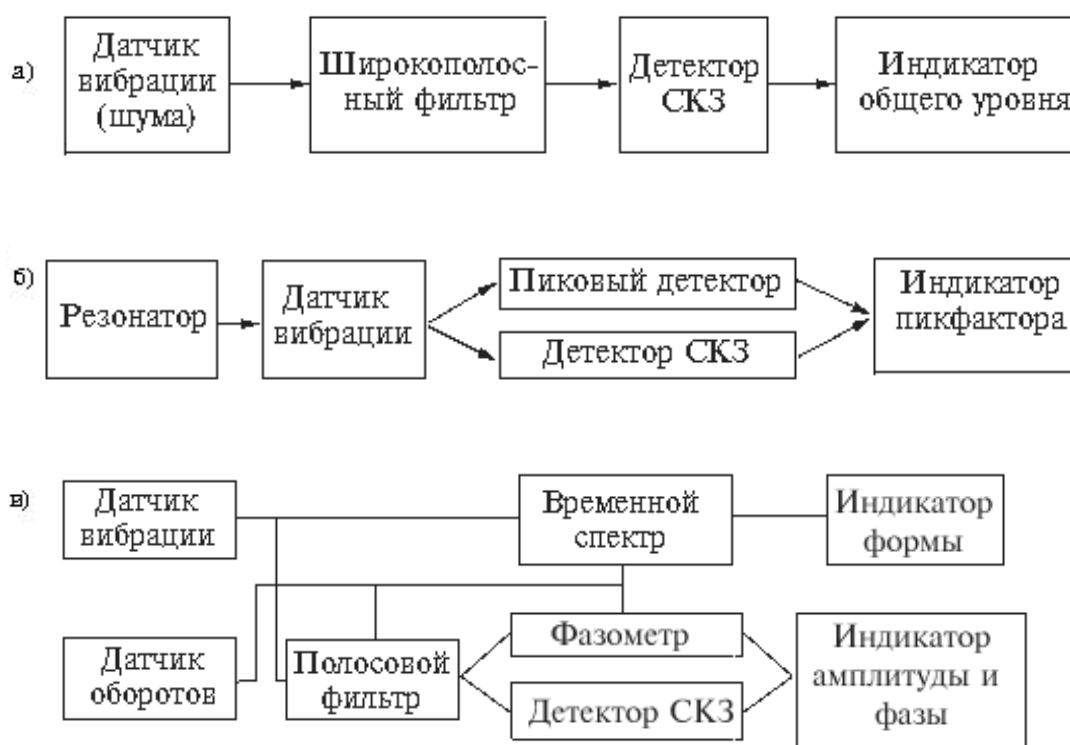 а)
Датчик
вибрации
(шума)
Широкополос-
ный фильтр
Детектор
СКЗ
Индикатор
общего уровня
б)
Резонатор
Датчик
вибрации
Пиковый детектор
Детектор СКЗ
Индикатор
пикфактора
в)
Датчик
вибрации
Временной
спектр
Индикатор
формы
Датчик
оборотов
Полосовой
фильтр
Фазометр
Детектор СКЗ
Индикатор
амплитуды и
фазы